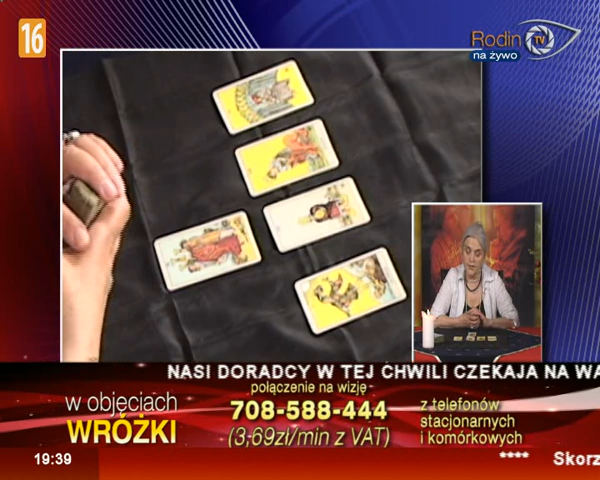 16
Rodin TV
na żywo
NASI DORADCY W TEJ CHWILI CZEKAJA NA WA
w objęciach
WRÓŻKI
połączenie na wizję
708-588-444
(3,69zł/min z VAT)
z telefonów
stacjonarnych
i komórkowych
19:39
**** Skorz